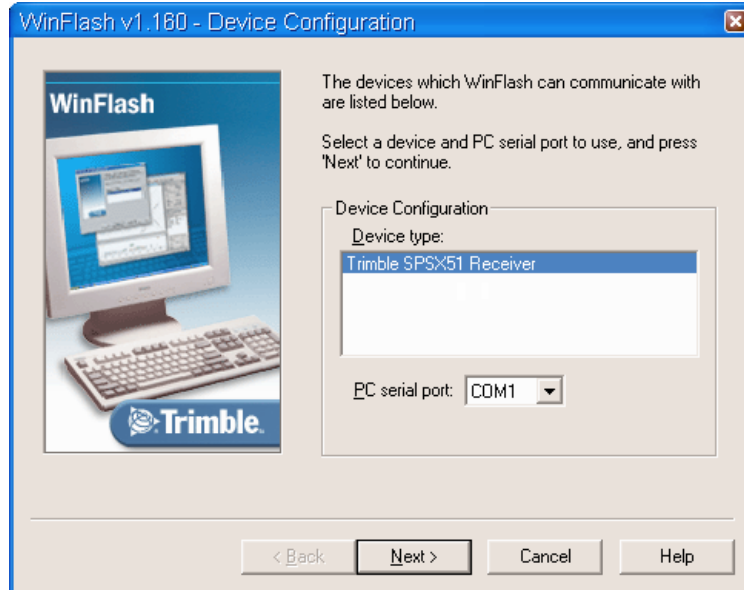 WinFlash v1.160 - Device Configuration
WinFlash
Trimble.
The devices which WinFlash can communicate with
are listed below.
Select a device and PC serial port to use, and press
'Next' to continue.
Device Configuration
Device type:
Trimble SPSX51 Receiver
PC serial port: COM1
< Back Next > Cancel Help